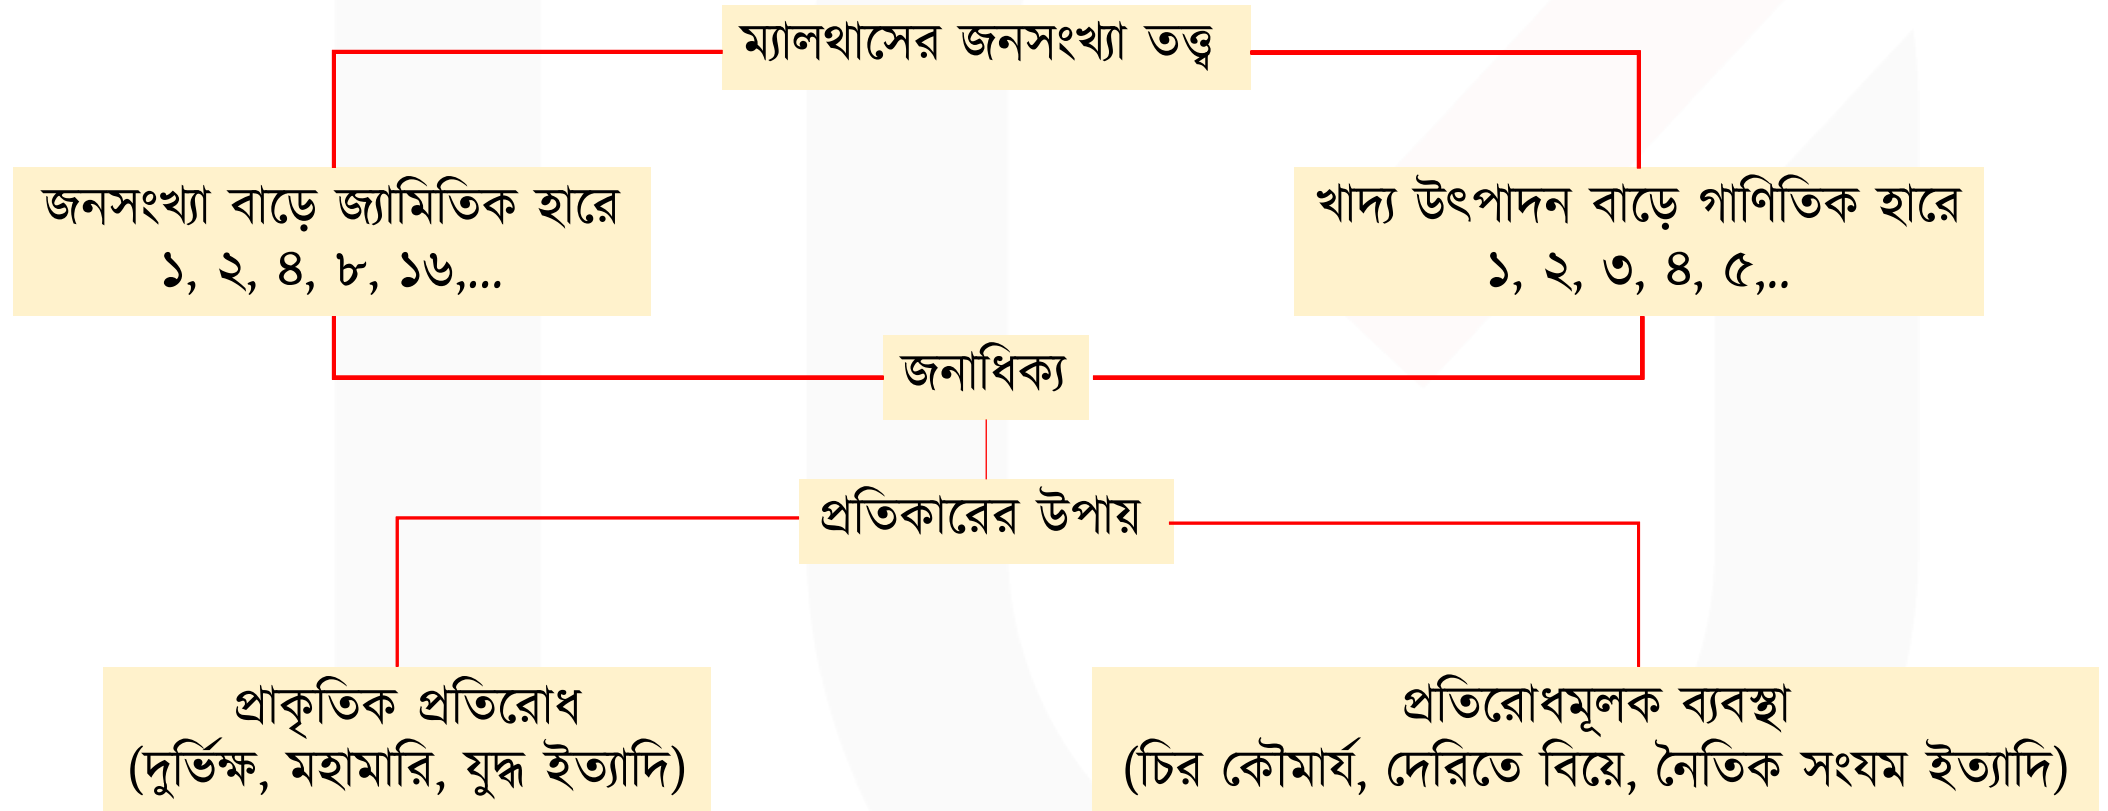 ম্যালথাসের জনসংখ্যা তত্ত্ব
জনসংখ্যা বাড়ে জ্যামিতিক হারে
১, ২, ৪, ৮, ১৬,...
খাদ্য উৎপাদন বাড়ে গাণিতিক হারে
১, ২, ৩, ৪, ৫,..
জনাধিক্য
প্রতিকারের উপায়
প্রাকৃতিক প্রতিরোধ
(দুর্ভিক্ষ, মহামারি, যুদ্ধ ইত্যাদি)
প্রতিরোধমূলক ব্যবস্থা
(চির কৌমার্য, দেরিতে বিয়ে, নৈতিক সংযম ইত্যাদি)